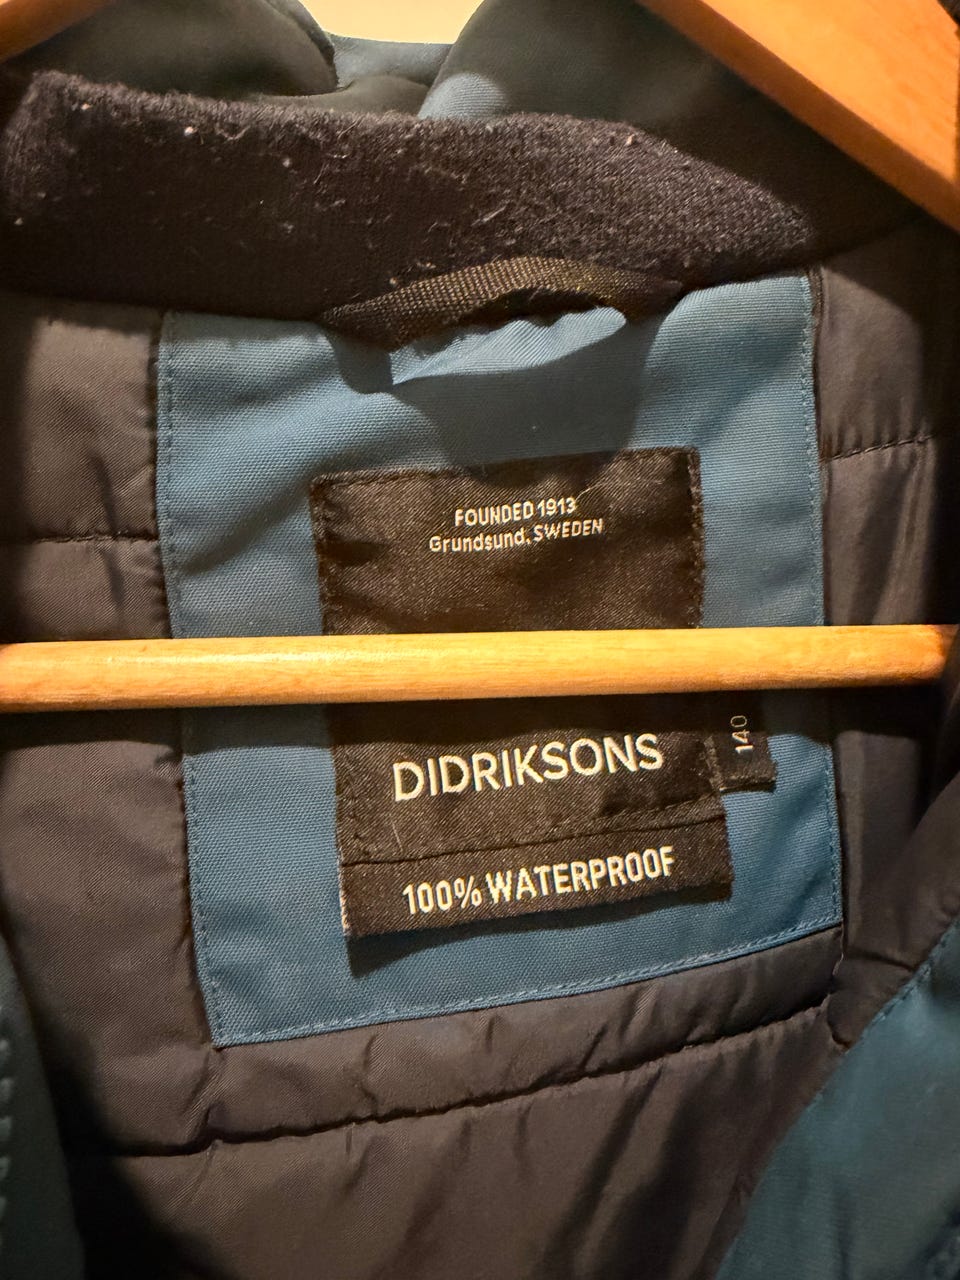 FOUNDED 1913
Grundsund. SWEDEN
DIDRIKSONS
140
100% WATERPROOF